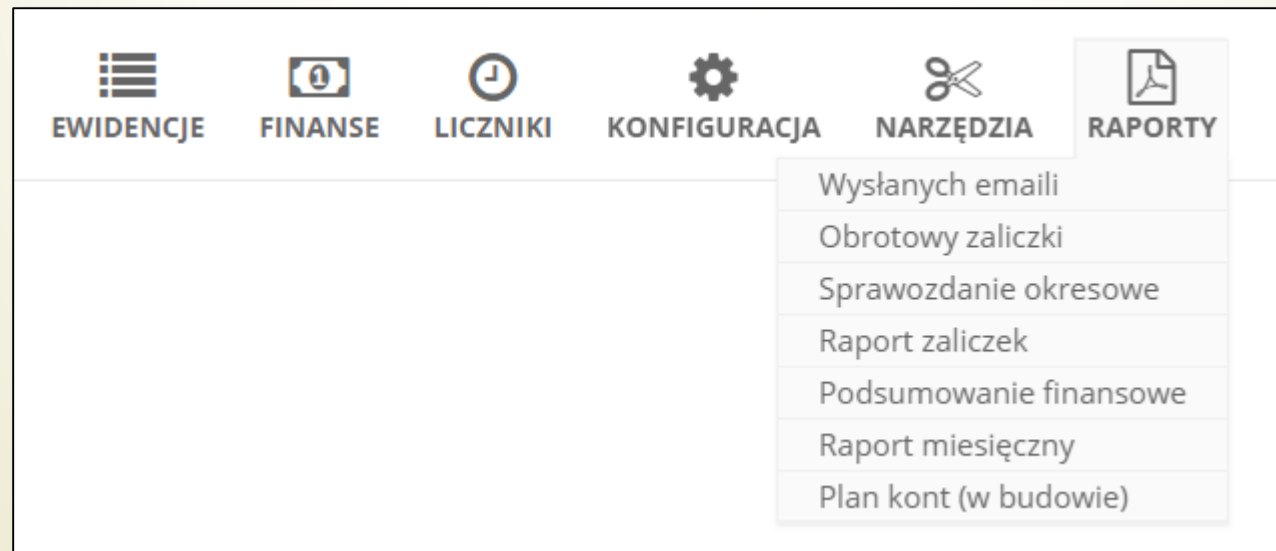 EWIDENCJE FINANSE LICZNIKI KONFIGURACJA NARZĘDZIA RAPORTY
Wysłanych emaili
Obrotowy zaliczki
Sprawozdanie okresowe
Raport zaliczek
Podsumowanie finansowe
Raport miesięczny
Plan kont (w budowie)